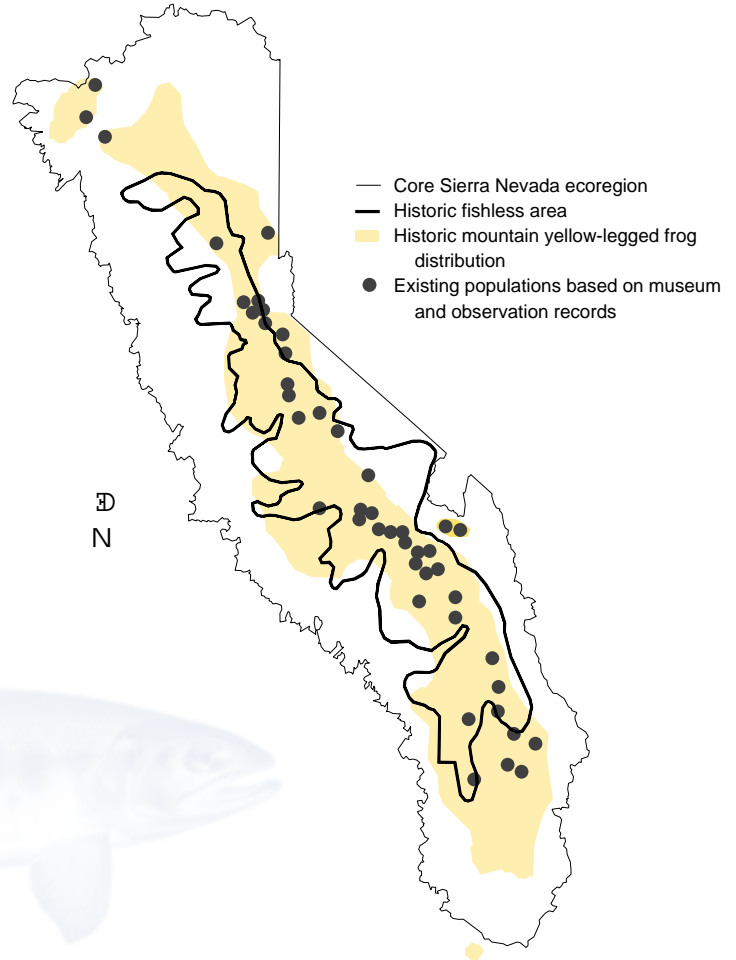 Core Sierra Nevada ecoregion
Historic fishless area
Historic mountain yellow-legged frog
distribution
Existing populations based on museum
and observation records
N